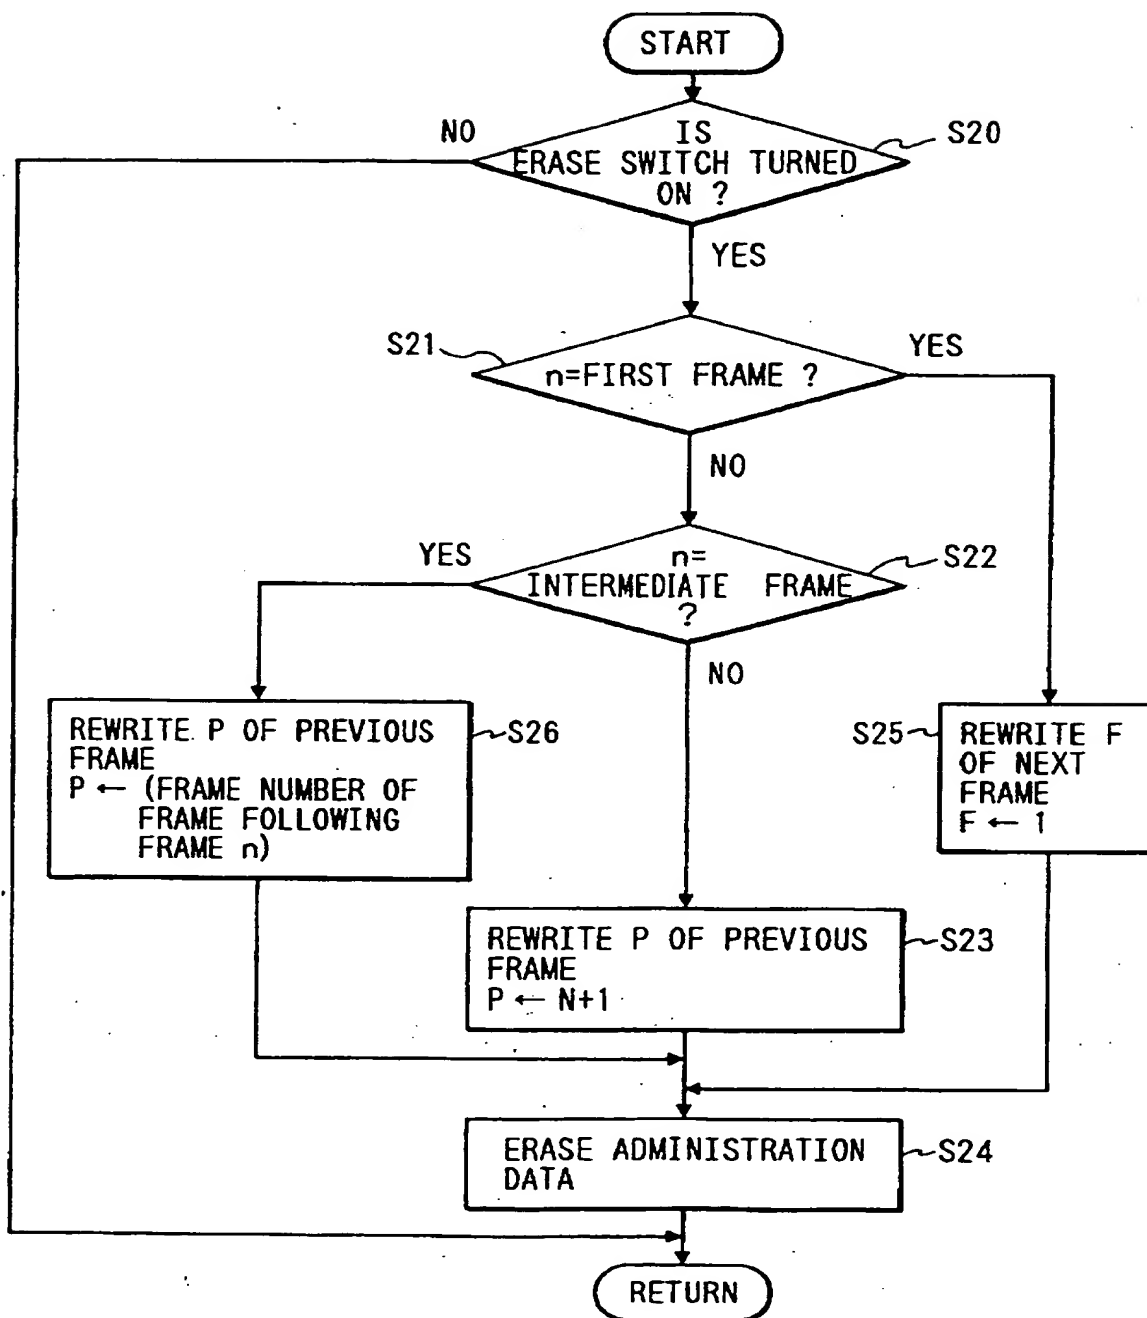 START
NO
IS
ERASE SWITCH TURNED
ON ?
S20
YES
S21
n=FIRST FRAME ?
YES
NO
YES
n=
INTERMEDIATE FRAME
?
S22
NO
REWRITE P OF PREVIOUS
FRAME
P ← (FRAME NUMBER OF
FRAME FOLLOWING
FRAME n)
S26
S25
REWRITE F
OF NEXT
FRAME
F ← 1
REWRITE P OF PREVIOUS
FRAME
P ← N+1
S23
ERASE ADMINISTRATION
DATA
S24
RETURN